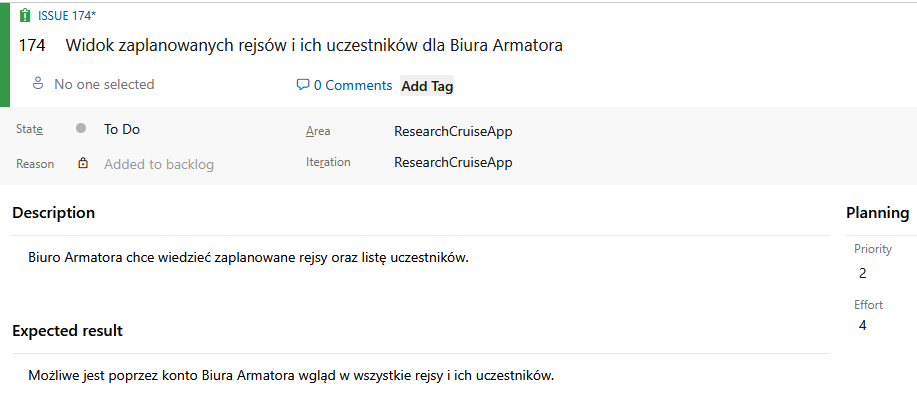 ISSUE 174*
174 Widok zaplanowanych rejsów i ich uczestników dla Biura Armatora
No one selected 0 Comments Add Tag
State To Do Area ResearchCruiseApp
Reason Added to backlog Iteration ResearchCruiseApp
Description Planning
Biuro Armatora chce wiedzieć zaplanowane rejsy oraz listę uczestników.
Priority
2
Effort
4
Expected result
Możliwe jest poprzez konto Biura Armatora wgląd w wszystkie rejsy i ich uczestników.